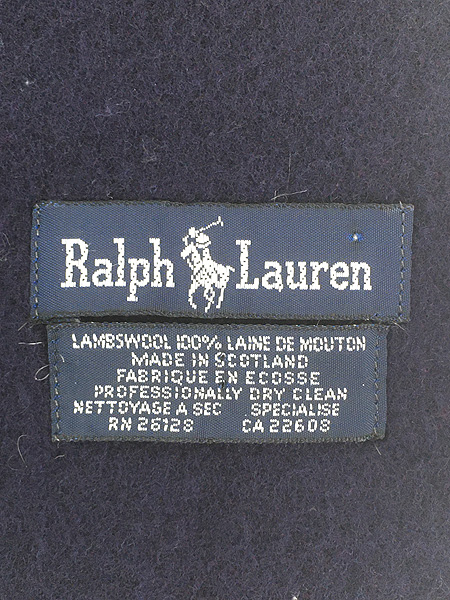 Ralph Lauren
LAMBSWOOL 100% LAINE DE MOUTON
MADE IN SCOTLAND
FABRIQUE EN ECOSSE
PROFESSIONALLY DRY CLEAN
NETTOYAGE A SEC SPECIALISE
RN 26128 CA 22608